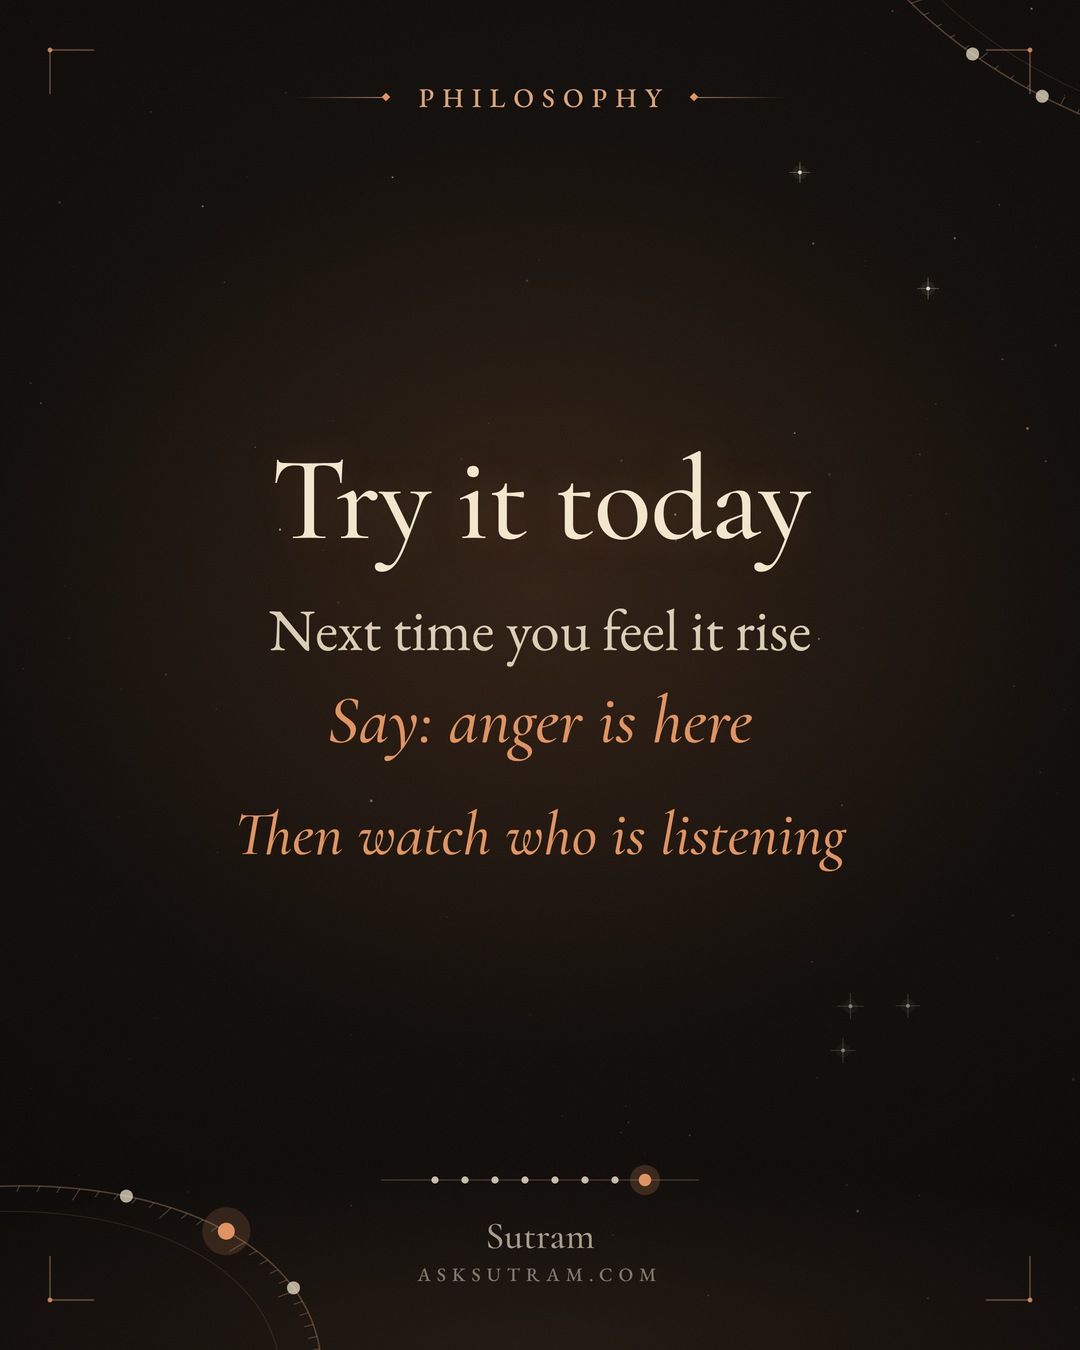 PHILOSOPHY
Try it today
Next time you feel it rise
Say: anger is here
Then watch who is listening
Sutram
ASKSUTRAM.COM